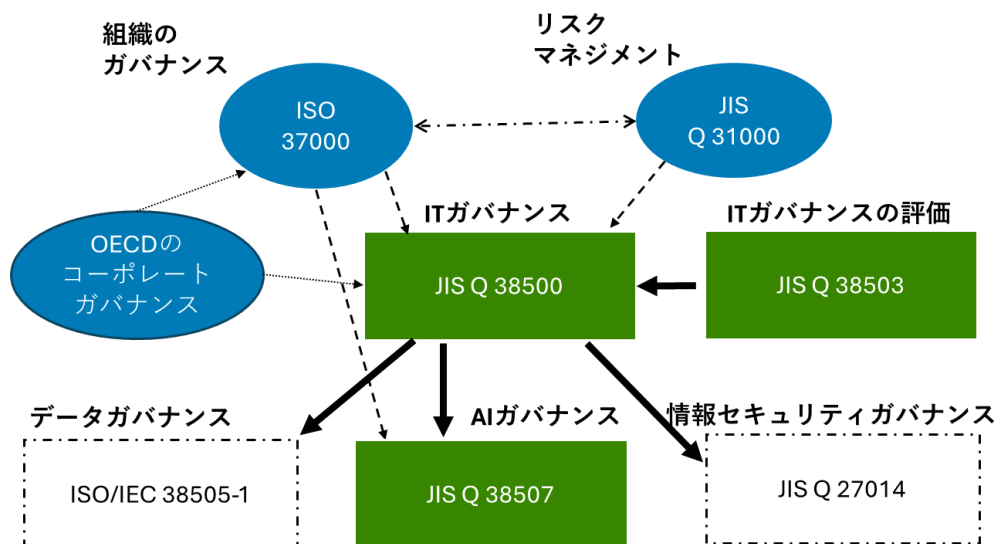 組織の
ガバナンス
リスク
マネジメント
ISO
37000
JIS
Q 31000
ITガバナンス
ITガバナンスの評価
OECDの
コーポレート
ガバナンス
JIS Q 38500
JIS Q 38503
データガバナンス
AIガバナンス
情報セキュリティガバナンス
ISO/IEC 38505-1
JIS Q 38507
JIS Q 27014